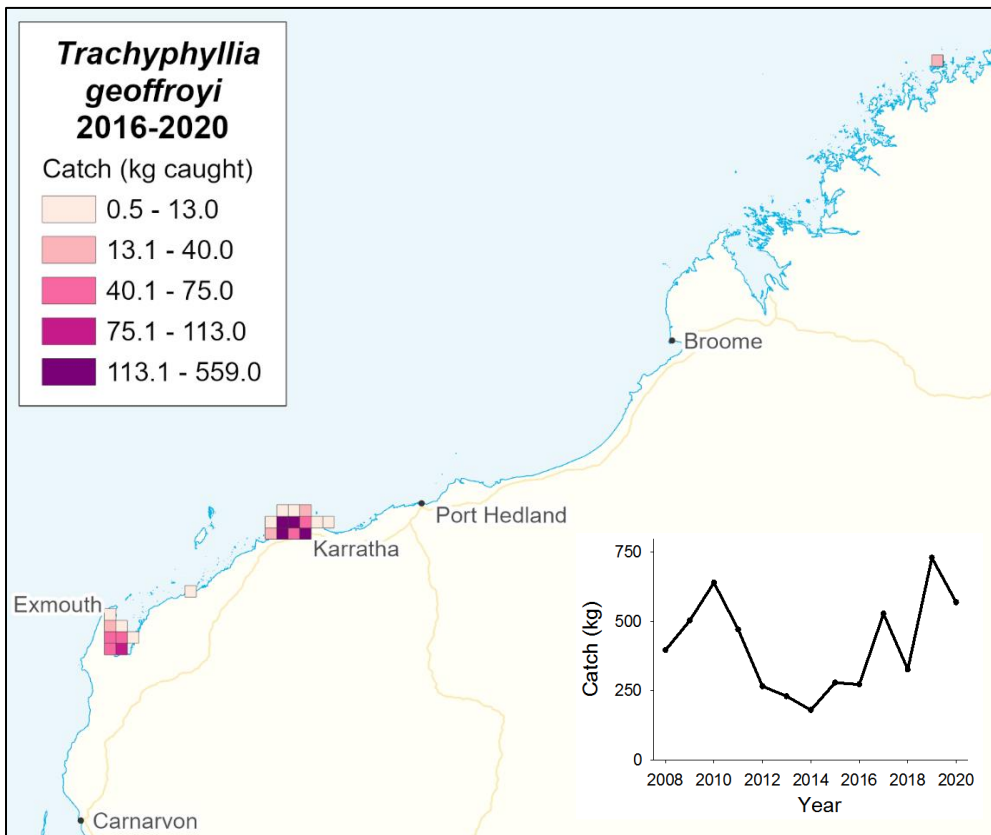 Trachyphyllia
geoffroyi
2016-2020
Catch (kg caught)
0.5 - 13.0
13.1 - 40.0
40.1 - 75.0
75.1 - 113.0
113.1 - 559.0
Broome
Port Hedland
Karratha
Exmouth
Carnarvon
Catch (kg)
750
500
250
0
2008 2010 2012 2014 2016 2018 2020
Year